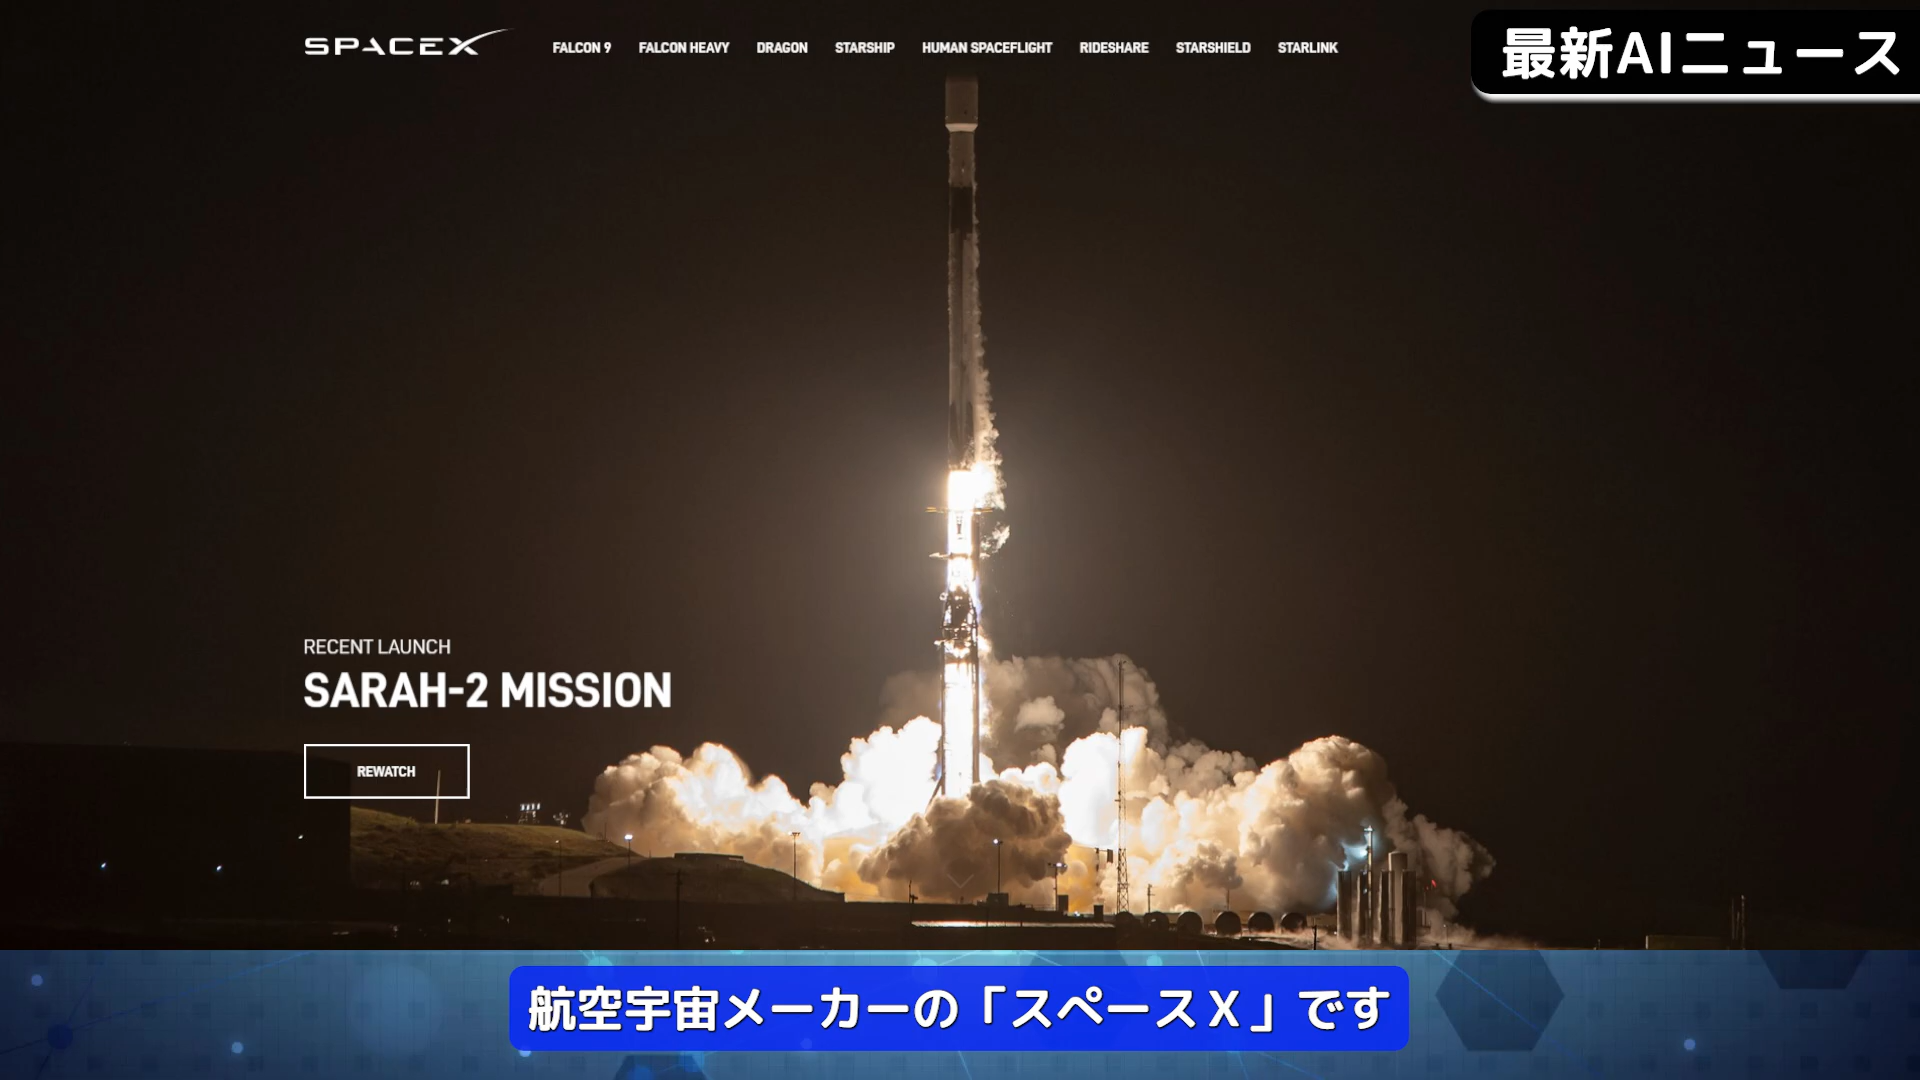 SPACEX
FALCON 9 FALCON HEAVY DRAGON STARSHIP HUMAN SPACEFLIGHT RIDESHARE STARSHIELD STARLINK
最新AIニュース
RECENT LAUNCH
SARAH-2 MISSION
REWATCH
航空宇宙メーカーの「スペースX」です